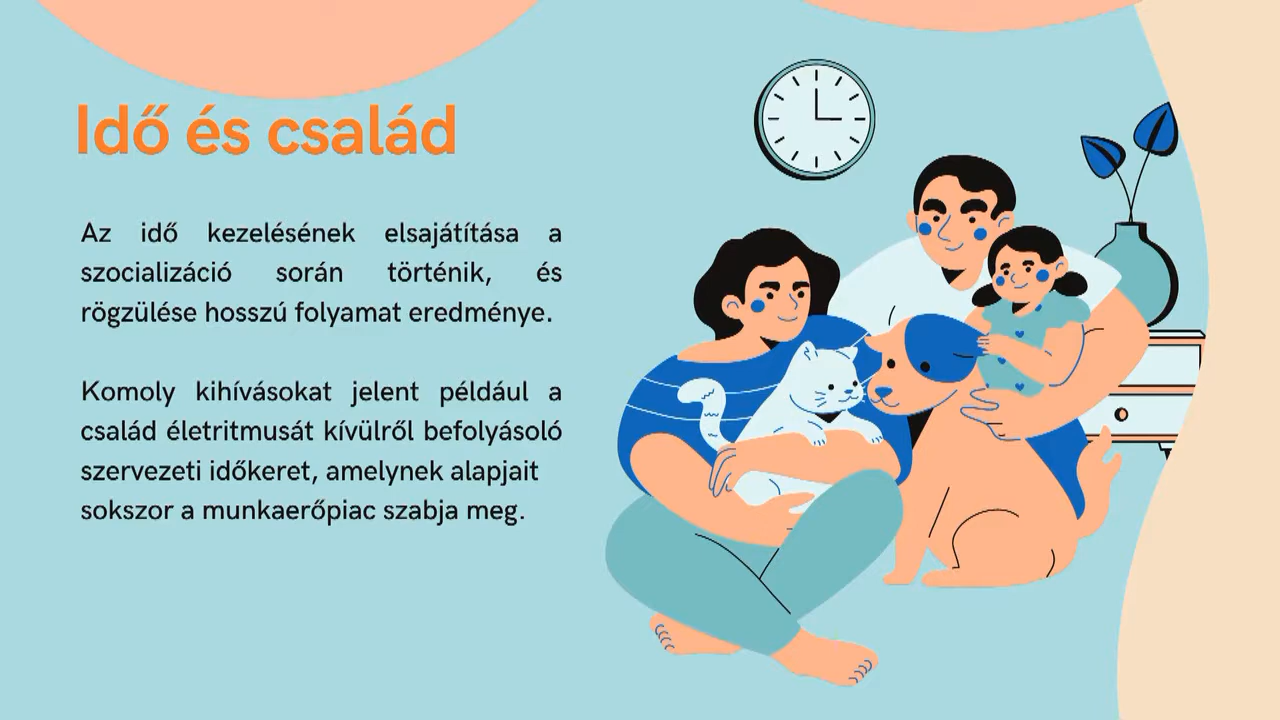 Idő és család
Az idő kezelésének elsajátítása a
szocializáció során történik, és
rögzülése hosszú folyamat eredménye.
Komoly kihívásokat jelent például a
család életritmusát kívülről befolyásoló
szervezeti időkeret, amelynek alapjait
sokszor a munkaerőpiac szabja meg.